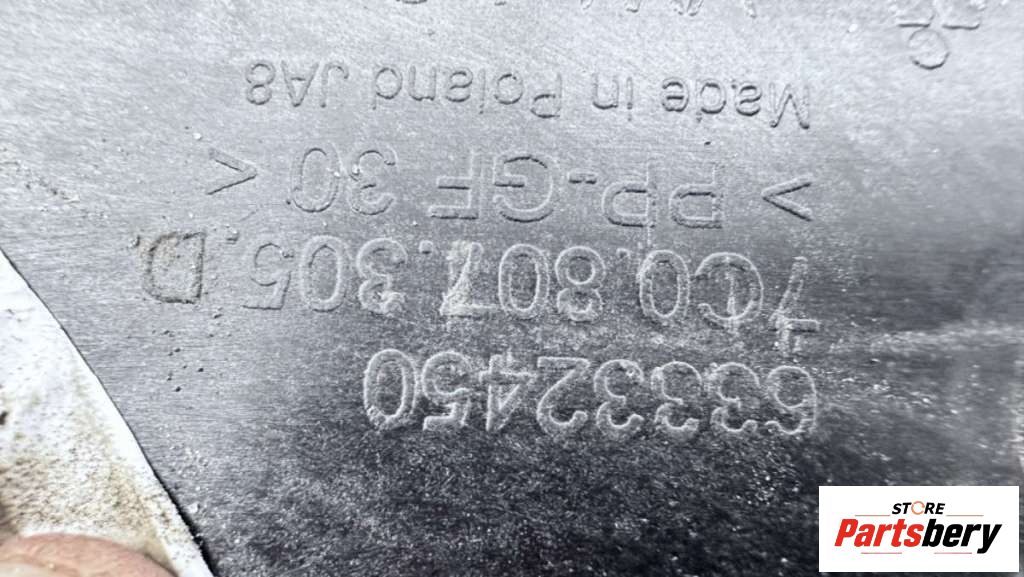 63332450
7C0.807.305.D
> PP-GF 30 <
Made in Poland JA8
STORE
Partsbery